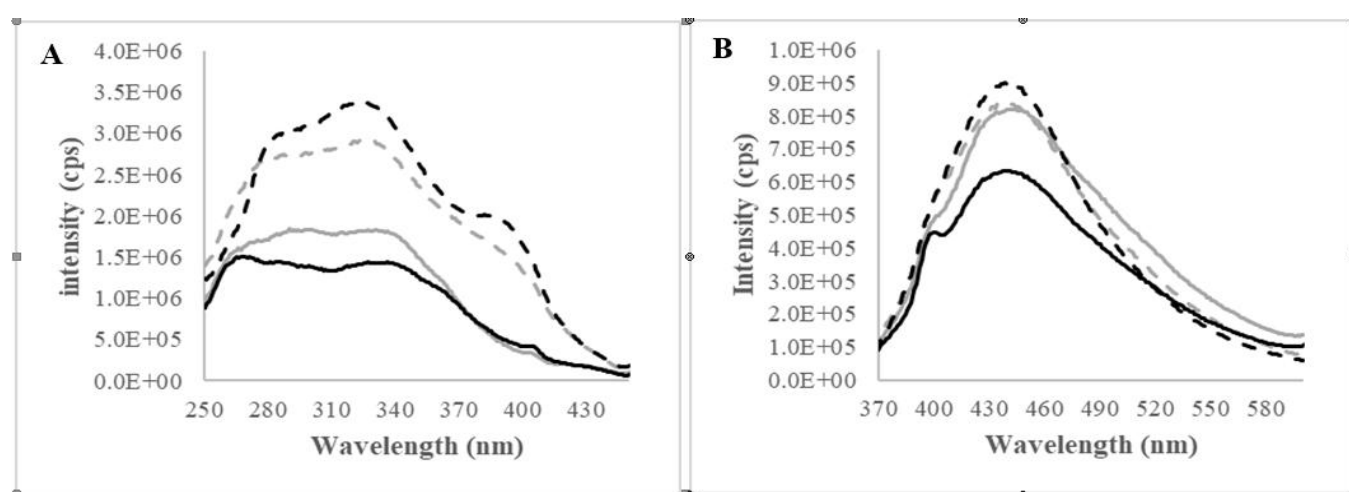 A
4.0E+06
3.5E+06
3.0E+06
2.5E+06
2.0E+06
1.5E+06
1.0E+06
5.0E+05
0.0E+00
intensity (cps)
250 280 310 340 370 400 430
Wavelength (nm)
B
1.0E+06
9.0E+05
8.0E+05
7.0E+05
6.0E+05
5.0E+05
4.0E+05
3.0E+05
2.0E+05
1.0E+05
0.0E+00
Intensity (cps)
370 400 430 460 490 520 550 580
Wavelength (nm)